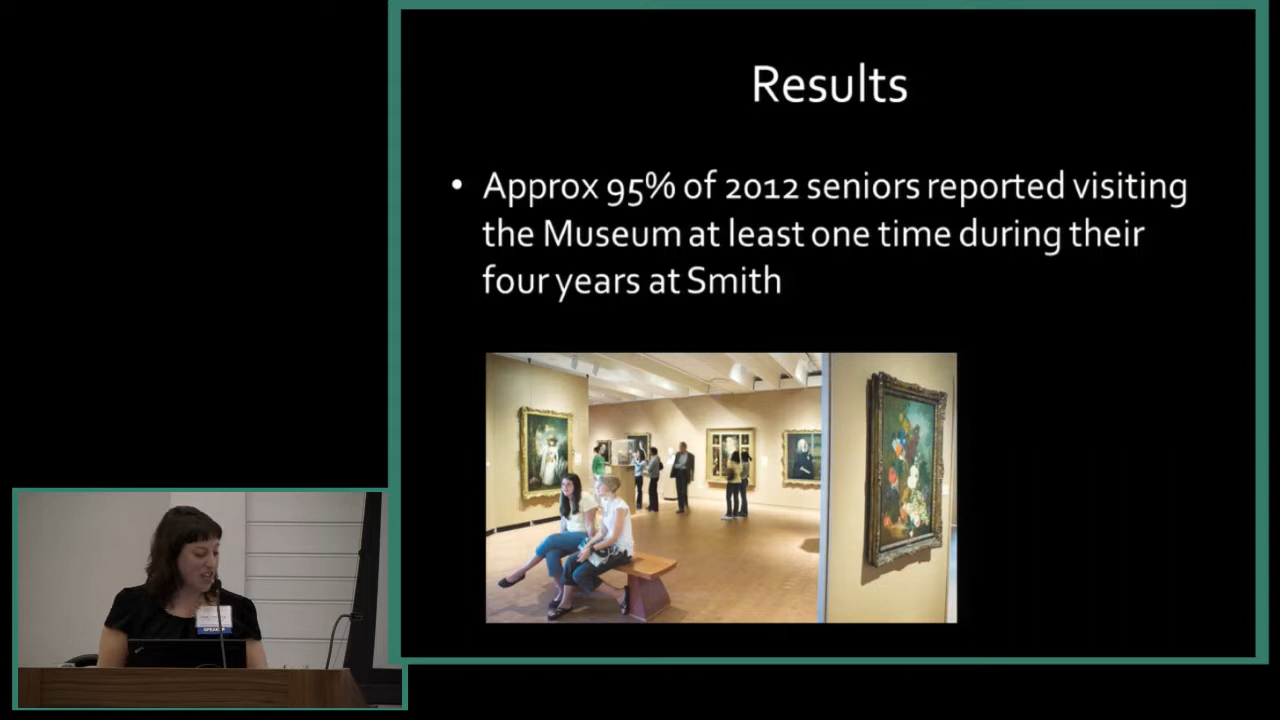 Results
• Approx 95% of 2012 seniors reported visiting
the Museum at least one time during their
four years at Smith
SPEAKER